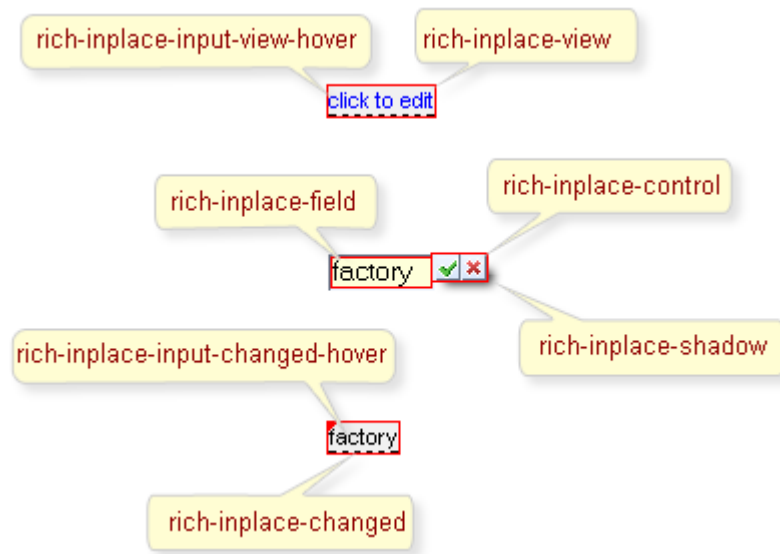 rich-inplace-input-view-hover
rich-inplace-view
click to edit
rich-inplace-field
rich-inplace-control
factory
rich-inplace-shadow
rich-inplace-input-changed-hover
factory
rich-inplace-changed